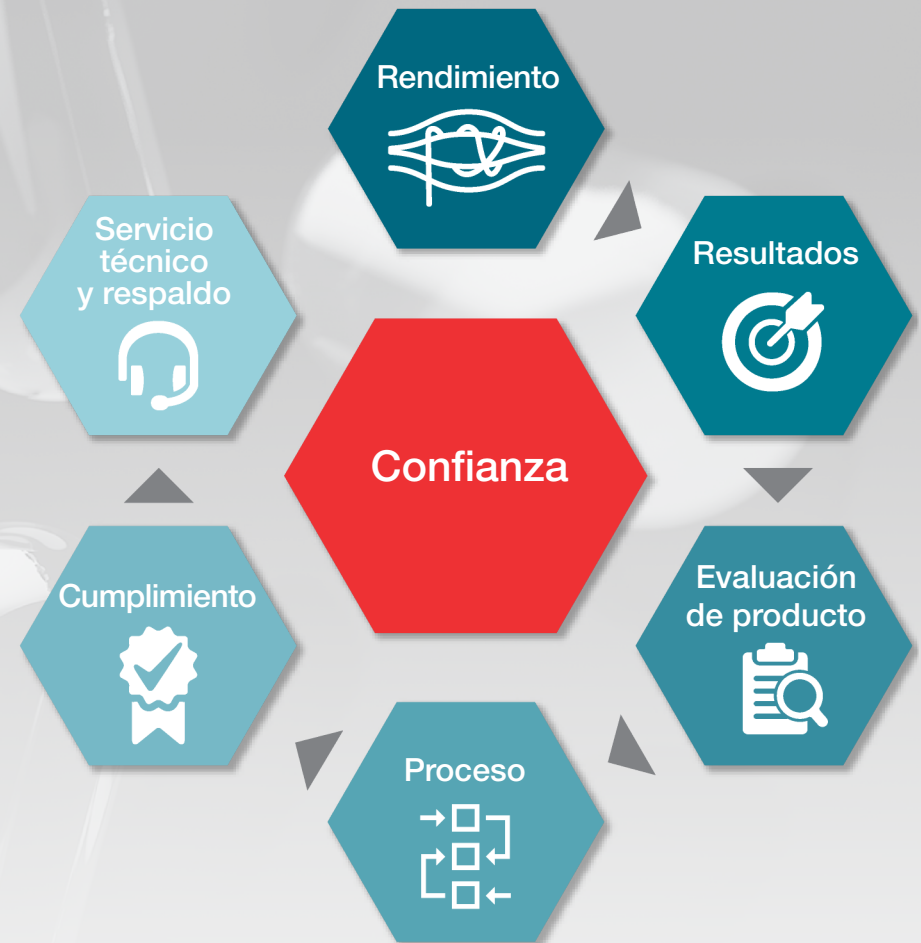 Rendimiento
Resultados
Evaluación
de producto
Proceso
Cumplimiento
Servicio
técnico
y respaldo
Confianza